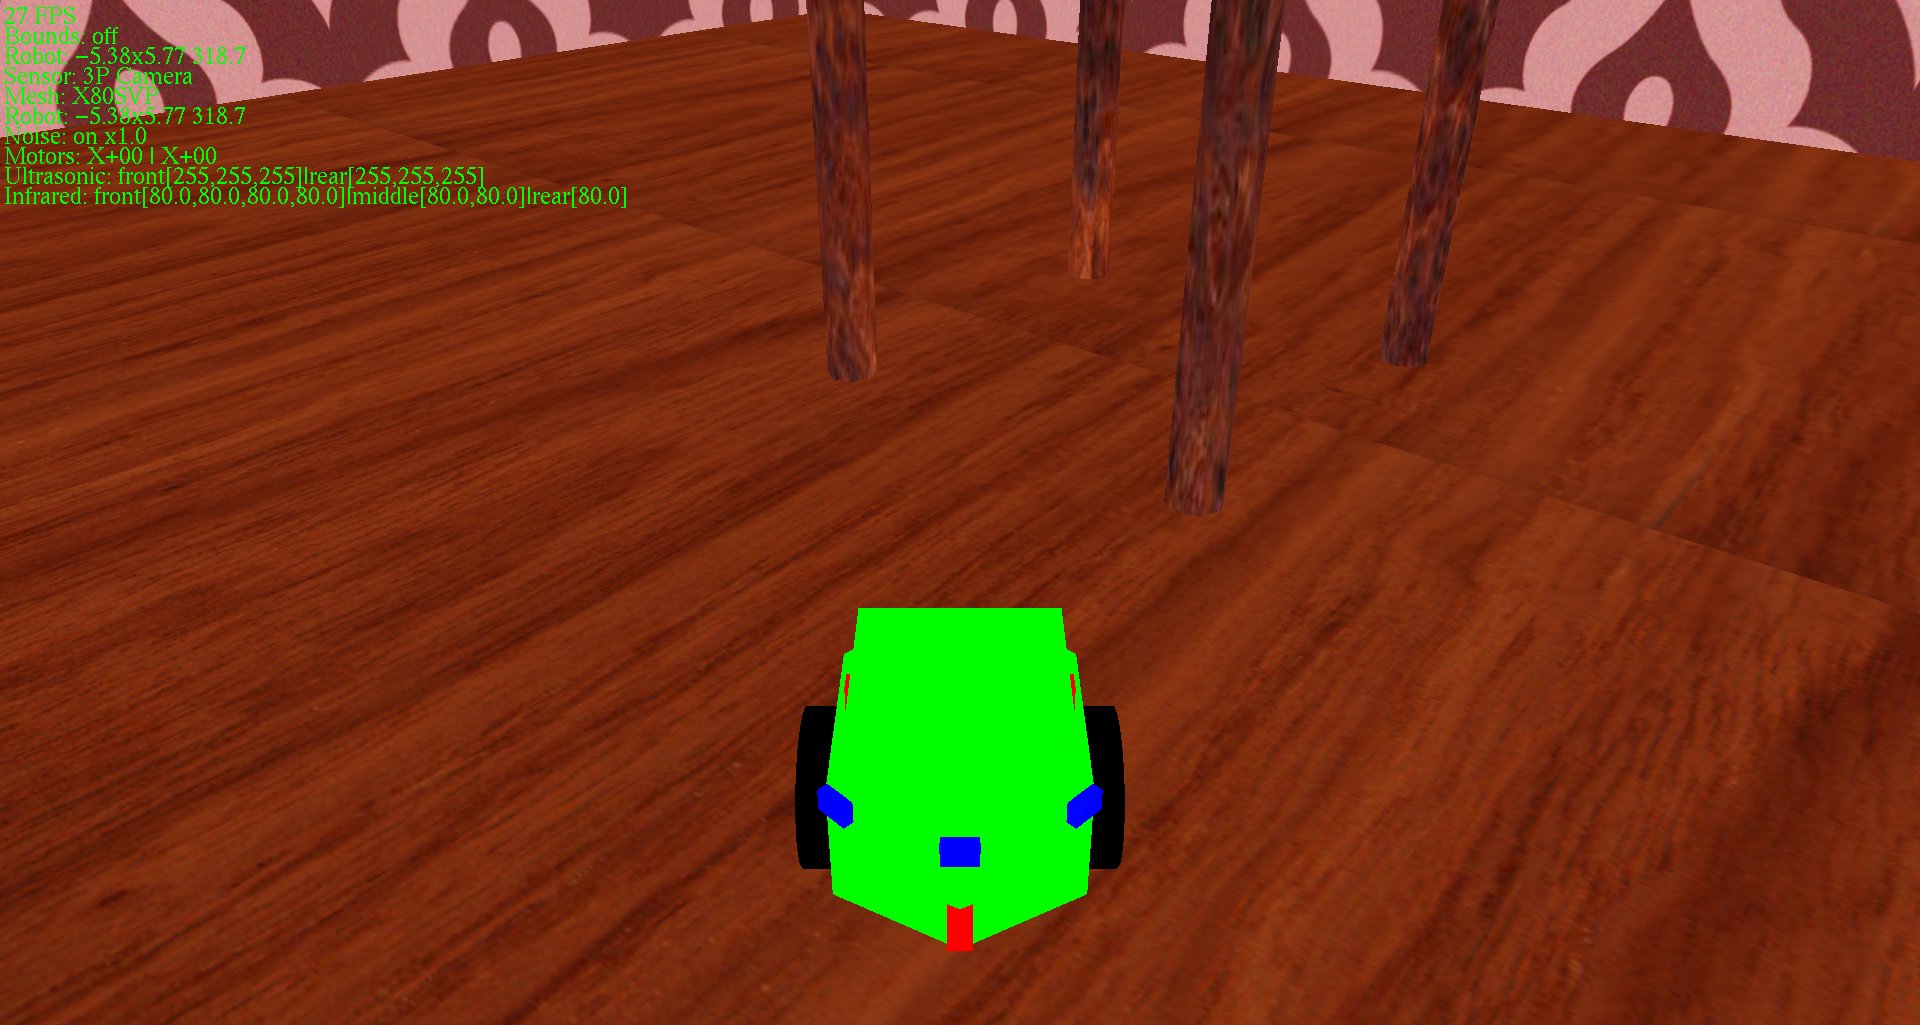 27 FPS
Bounds: off
Robot: −5.38x5.77 318.7
Sensor: 3P Camera
Mesh: X80SVP
Robot: −5.38x5.77 318.7
Noise: on x1.0
Motors: X+00 | X+00
Ultrasonic: front[255,255,255]|rear[255,255,255]
Infrared: front[80.0,80.0,80.0,80.0]|middle[80.0,80.0]|rear[80.0]